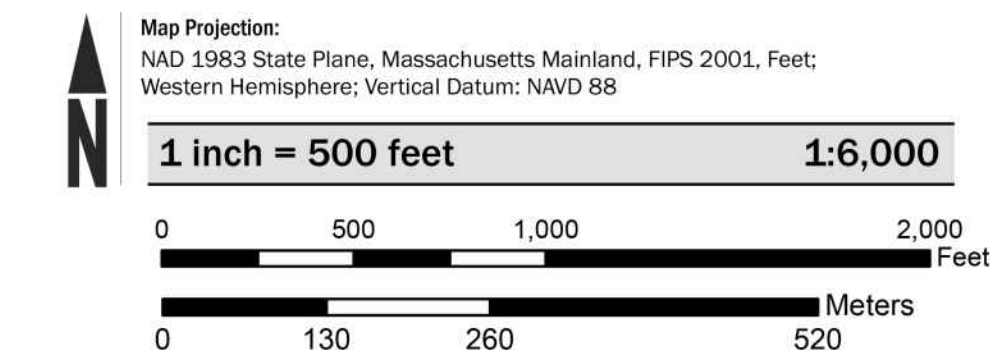 Map Projection:
NAD 1983 State Plane, Massachusetts Mainland, FIPS 2001, Feet;
Western Hemisphere; Vertical Datum: NAVD 88
N
1 inch = 500 feet 1:6,000
0 500 1,000 2,000
Feet
Meters
0 130 260 520